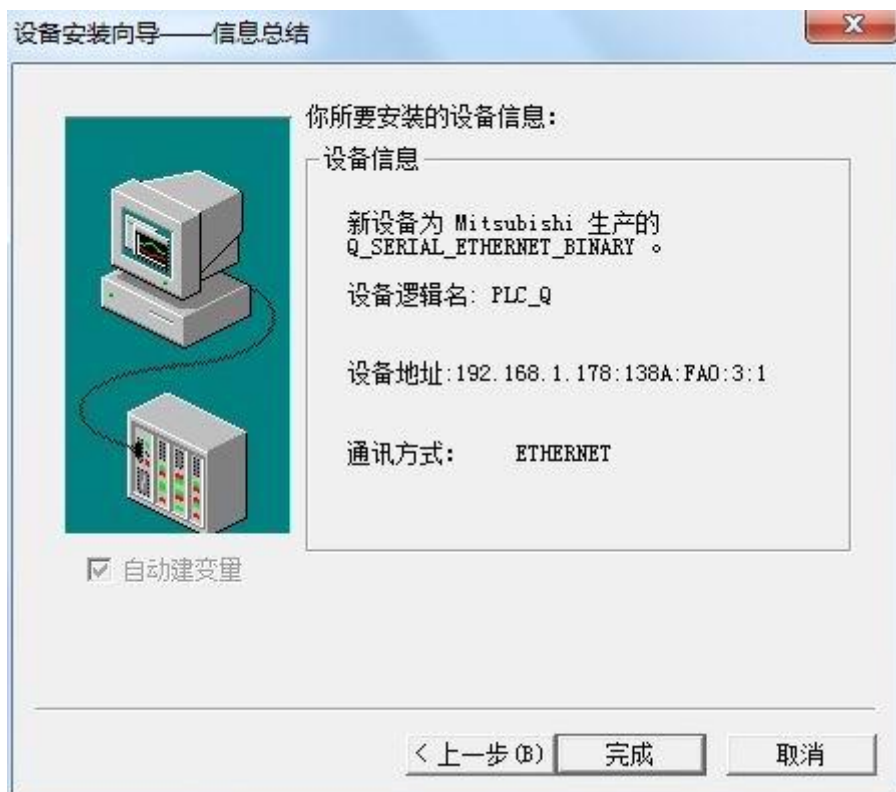 设备安装向导——信息总结
你所要安装的设备信息：
设备信息
新设备为 Mitsubishi 生产的
Q_SERIAL_ETHERNET_BINARY 。
设备逻辑名: PLC_Q
设备地址:192.168.1.178:138A:FA0:3:1
通讯方式： ETHERNET
自动建变量
< 上一步(B) 完成 取消